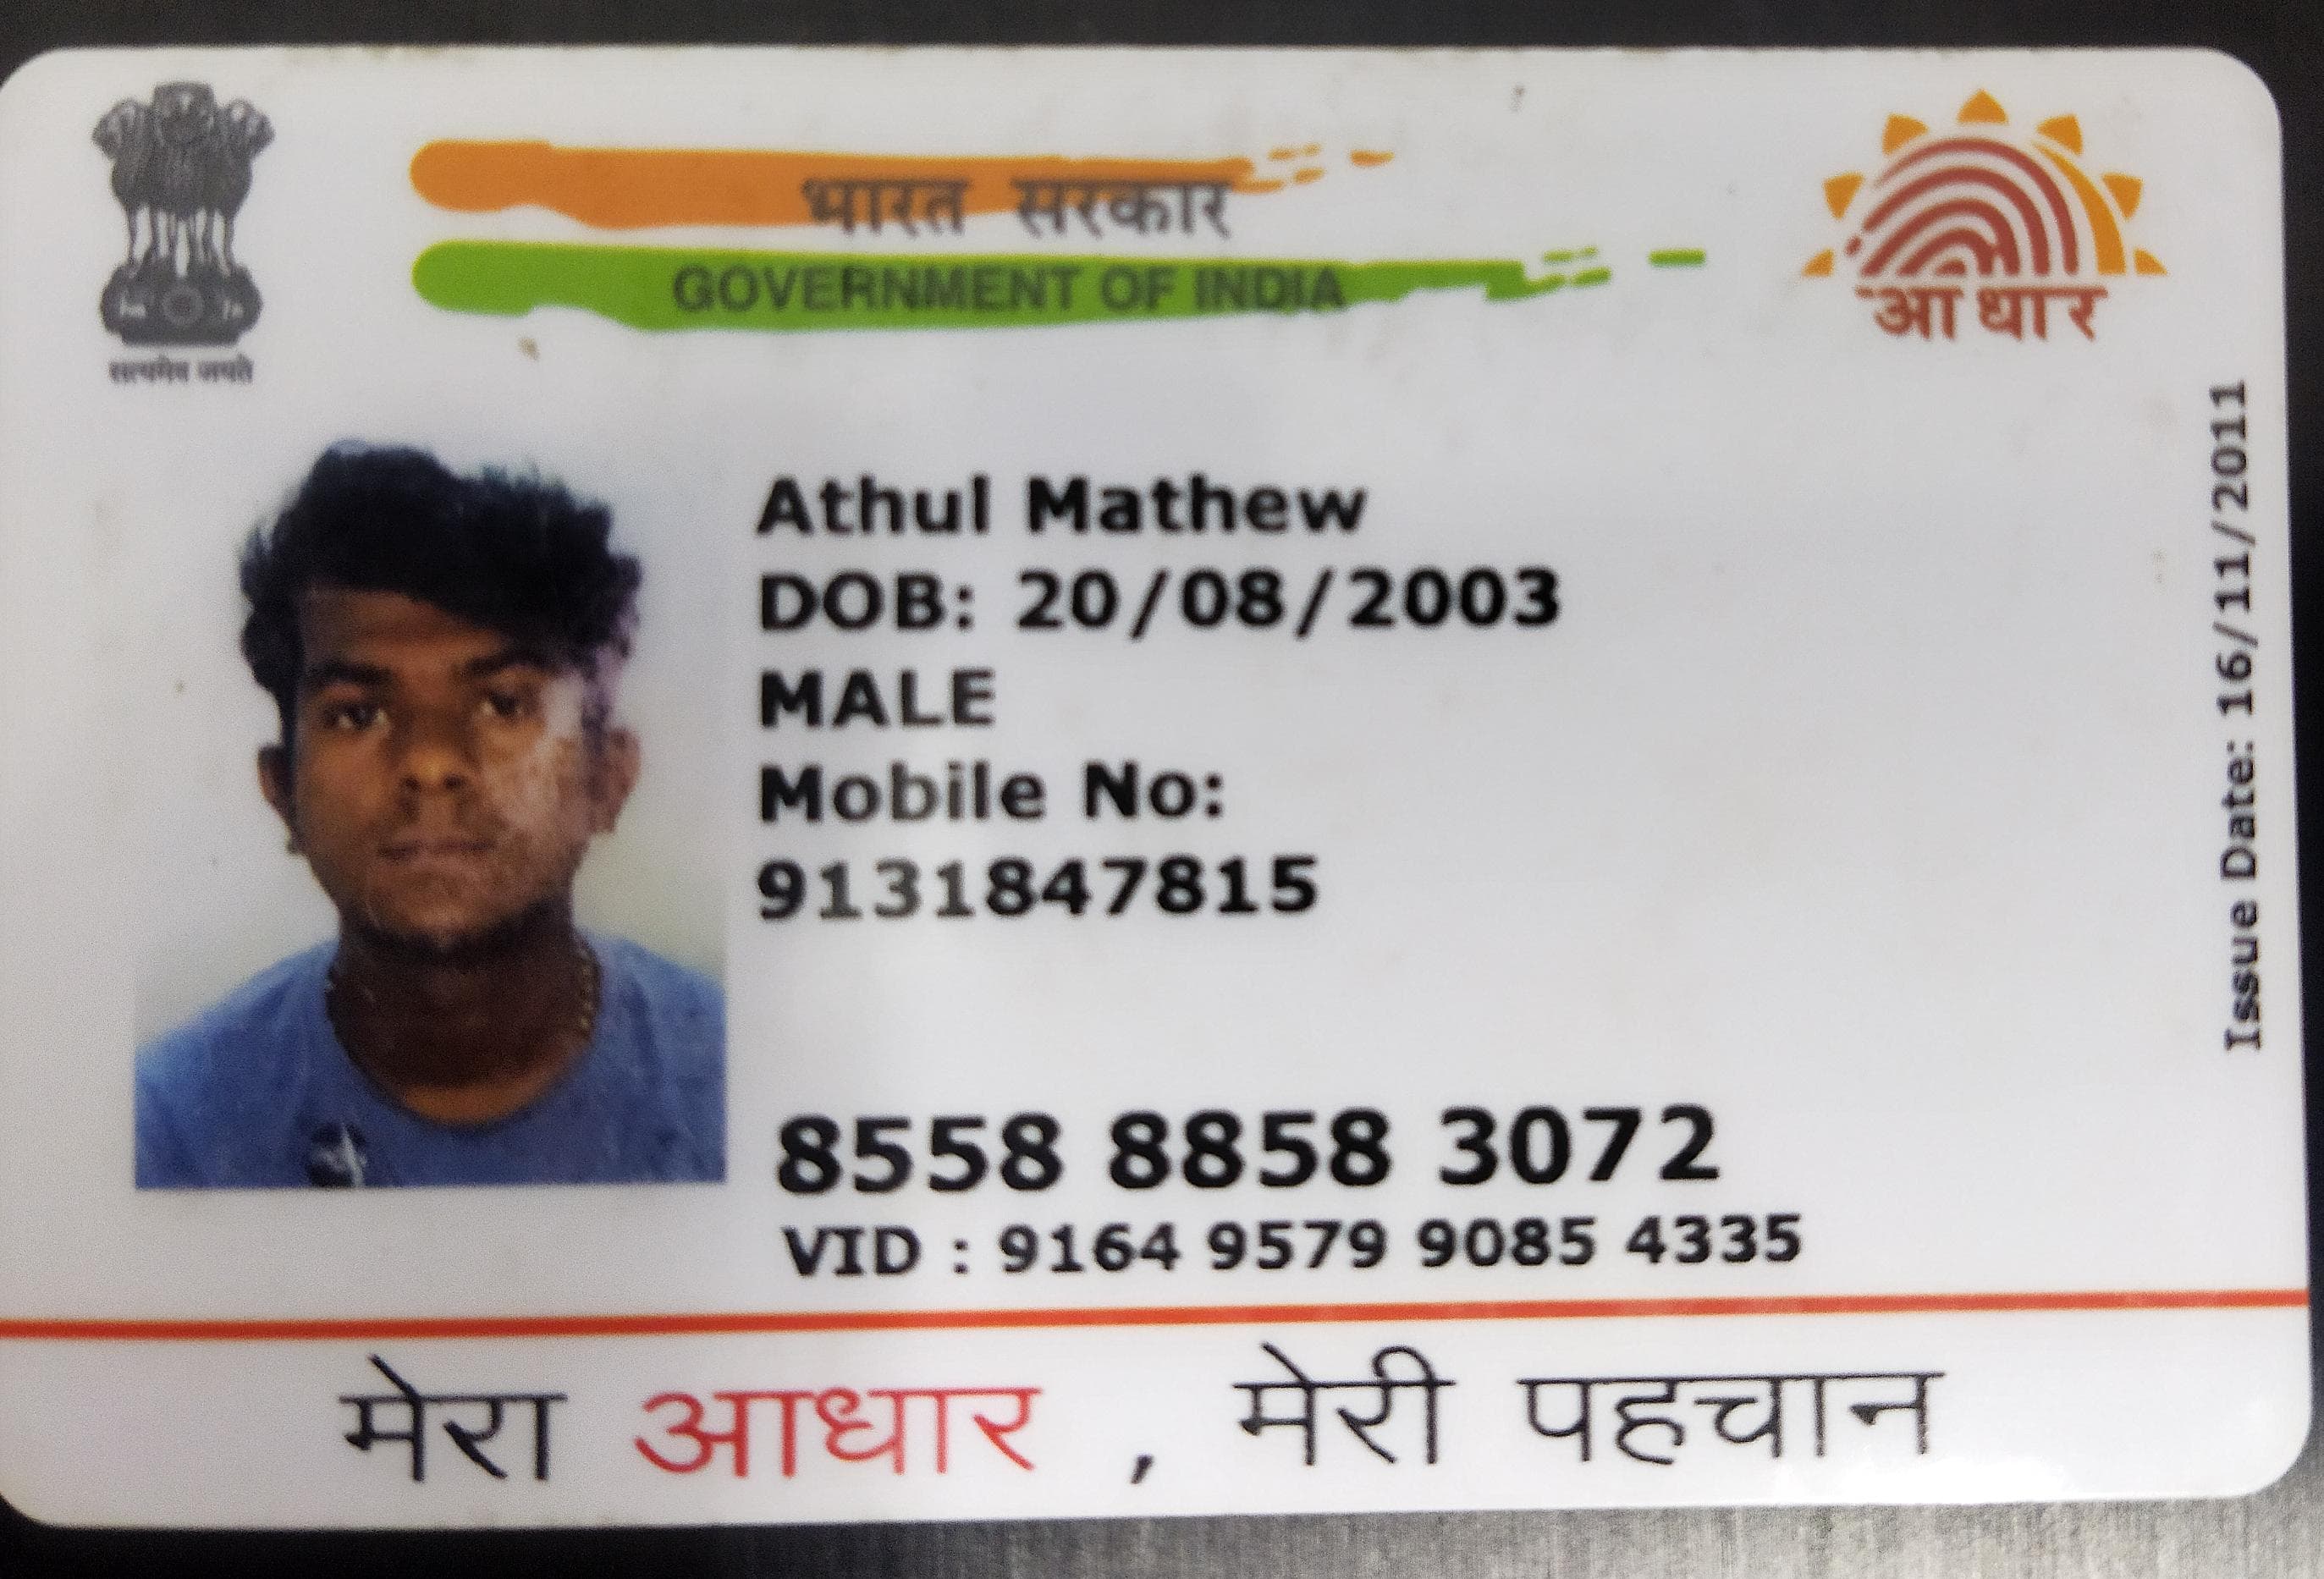 भारत सरकार
GOVERNMENT OF INDIA
आधार
सत्यमेव जयते
Athul Mathew
DOB: 20/08/2003
MALE
Mobile No:
9131847815
Issue Date: 16/11/2011
8558 8858 3072
VID : 9164 9579 9085 4335
मेरा आधार , मेरी पहचान